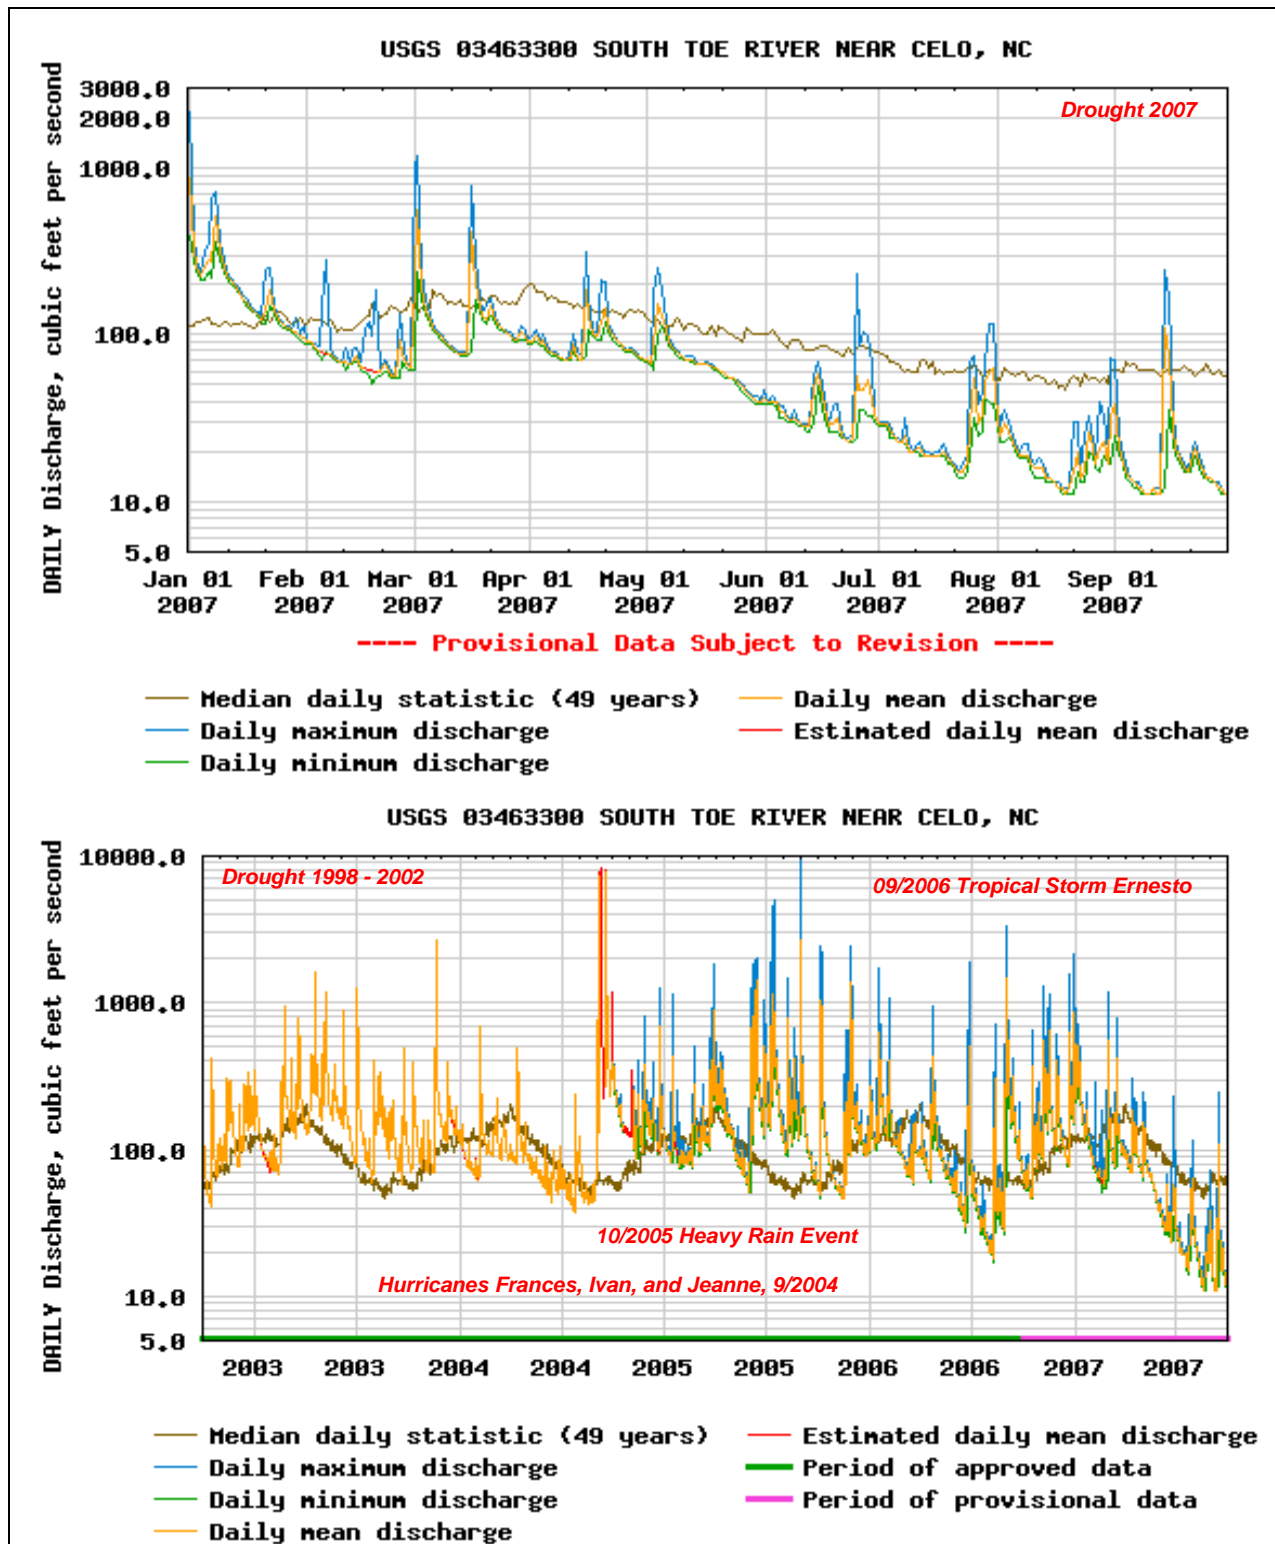 USGS 03463300 SOUTH TOE RIVER NEAR CELO, NC
DAILY Discharge, cubic feet per second
Drought 2007
3000.0
2000.0
1000.0
100.0
10.0
5.0
Jan 01 Feb 01 Mar 01 Apr 01 May 01 Jun 01 Jul 01 Aug 01 Sep 01
2007 2007 2007 2007 2007 2007 2007 2007 2007
---- Provisional Data Subject to Revision ----
Median daily statistic (49 years) Daily mean discharge
Daily maximum discharge Estimated daily mean discharge
Daily minimum discharge
USGS 03463300 SOUTH TOE RIVER NEAR CELO, NC
DAILY Discharge, cubic feet per second
10000.0
Drought 1998 - 2002
09/2006 Tropical Storm Ernesto
1000.0
100.0
10/2005 Heavy Rain Event
Hurricanes Frances, Ivan, and Jeanne, 9/2004
10.0
5.0
2003 2003 2004 2004 2005 2005 2006 2006 2007 2007
Median daily statistic (49 years) Estimated daily mean discharge
Daily maximum discharge Period of approved data
Daily minimum discharge Period of provisional data
Daily mean discharge